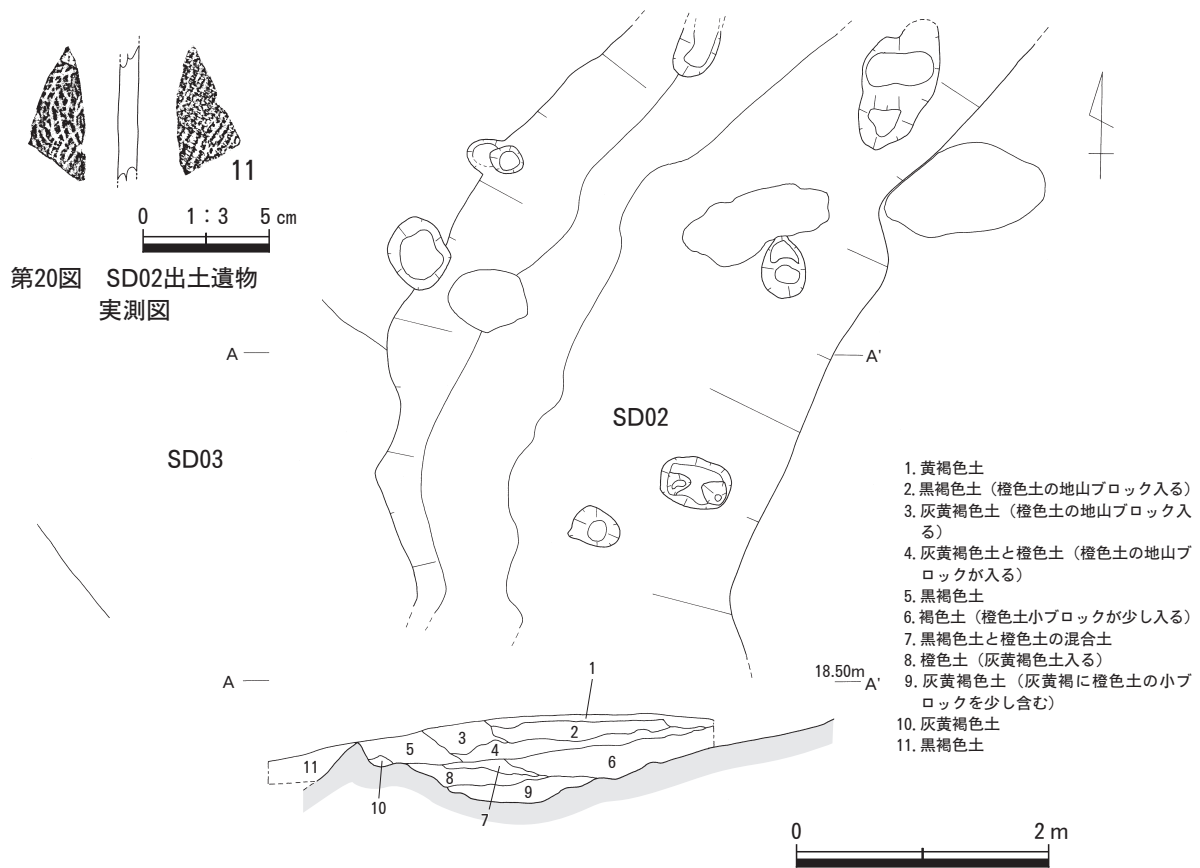 11
0 1：3 5 cm
第20図 SD02出土遺物
実測図
A
A'
SD02
SD03
1. 黄褐色土
2. 黒褐色土（橙色土の地山ブロック入る）
3. 灰黄褐色土（橙色土の地山ブロック入
る）
4. 灰黄褐色土と橙色土（橙色土の地山ブ
ロックが入る）
5. 黒褐色土
6. 褐色土（橙色土小ブロックが少し入る）
7. 黒褐色土と橙色土の混合土
8. 橙色土（灰黄褐色土入る）
9. 灰黄褐色土（灰黄褐に橙色土の小ブ
ロックを少し含む）
10. 灰黄褐色土
11. 黒褐色土
A
18.50m
A'
1
2
3
4
5
6
11
8
9
10
7
0 2 m